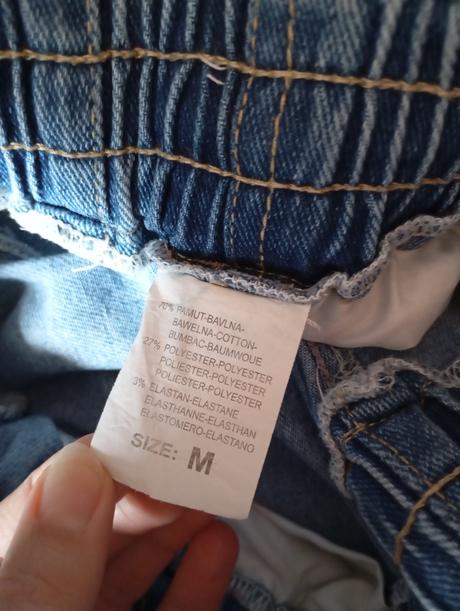 70% PAMUT-BAVLNA-
BAWELNA-COTTON-
BUMBAC-BAUMWOUE
27% POLYESTER-POLYESTER
POLIESTER-POLYESTER
POLIESTER-POLYESTER
3% ELASTAN-ELASTANE
ELASTHANNE-ELASTHAN
ELASTOMERO-ELASTANO
SIZE: M